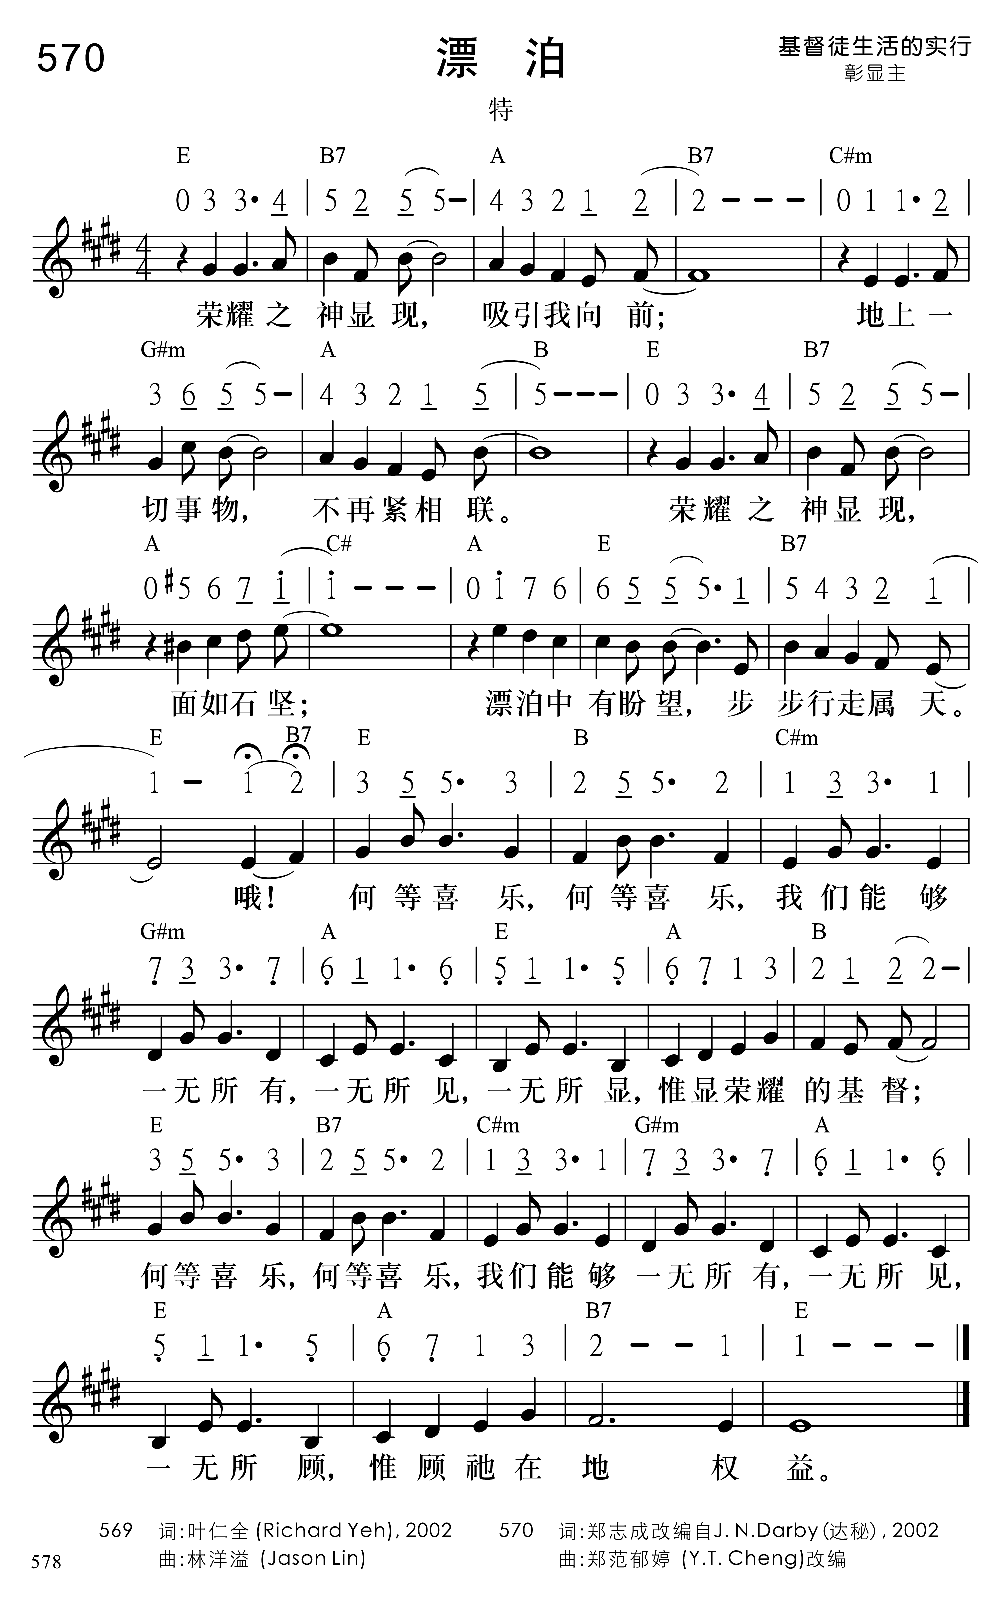 570 漂 泊 基督徒生活的实行
彰显主
特
E B7 A B7 C#m
0 3 3· 4 | 5 2 5 5– | 4 3 2 1 2 | 2 – – – | 0 1 1· 2 |
4 4
荣耀之 神显现， 吸引我向前； 地上一
G#m A B E B7
3 6 5 5– | 4 3 2 1 5 | 5––– | 0 3 3· 4 | 5 2 5 5– |
切事物， 不再紧相联。 荣耀之 神显现，
A C# A E B7
0 #5 6 7 i | i – – – | 0 i 7 6 | 6 5 5 5· 1 | 5 4 3 2 1 |
面如石坚； 漂泊中 有盼望， 步 步行走属天。
E B7 E B C#m
1 – 1 2 | 3 5 5· 3 | 2 5 5· 2 | 1 3 3· 1 |
哦！ 何等喜乐， 何等喜乐， 我们能够
G#m A E A B
7 3 3· 7 | 6 1 1· 6 | 5 1 1· 5 | 6 7 1 3 | 2 1 2 2– |
一无所有， 一无所见， 一无所显， 惟显荣耀 的基督；
E B7 C#m G#m A
3 5 5· 3 | 2 5 5· 2 | 1 3 3· 1 | 7 3 3· 7 | 6 1 1· 6 |
何等喜乐， 何等喜乐， 我们能够 一无所有， 一无所见，
E A B7 E
5 1 1· 5 | 6 7 1 3 | 2 – – 1 | 1 – – – ‖
一无所顾， 惟顾祂在 地 权 益。
569 词:叶仁全 (Richard Yeh), 2002 570 词:郑志成改编自J. N.Darby(达秘), 2002
578 曲:林洋溢 (Jason Lin) 曲:郑范郁婷 (Y.T. Cheng)改编